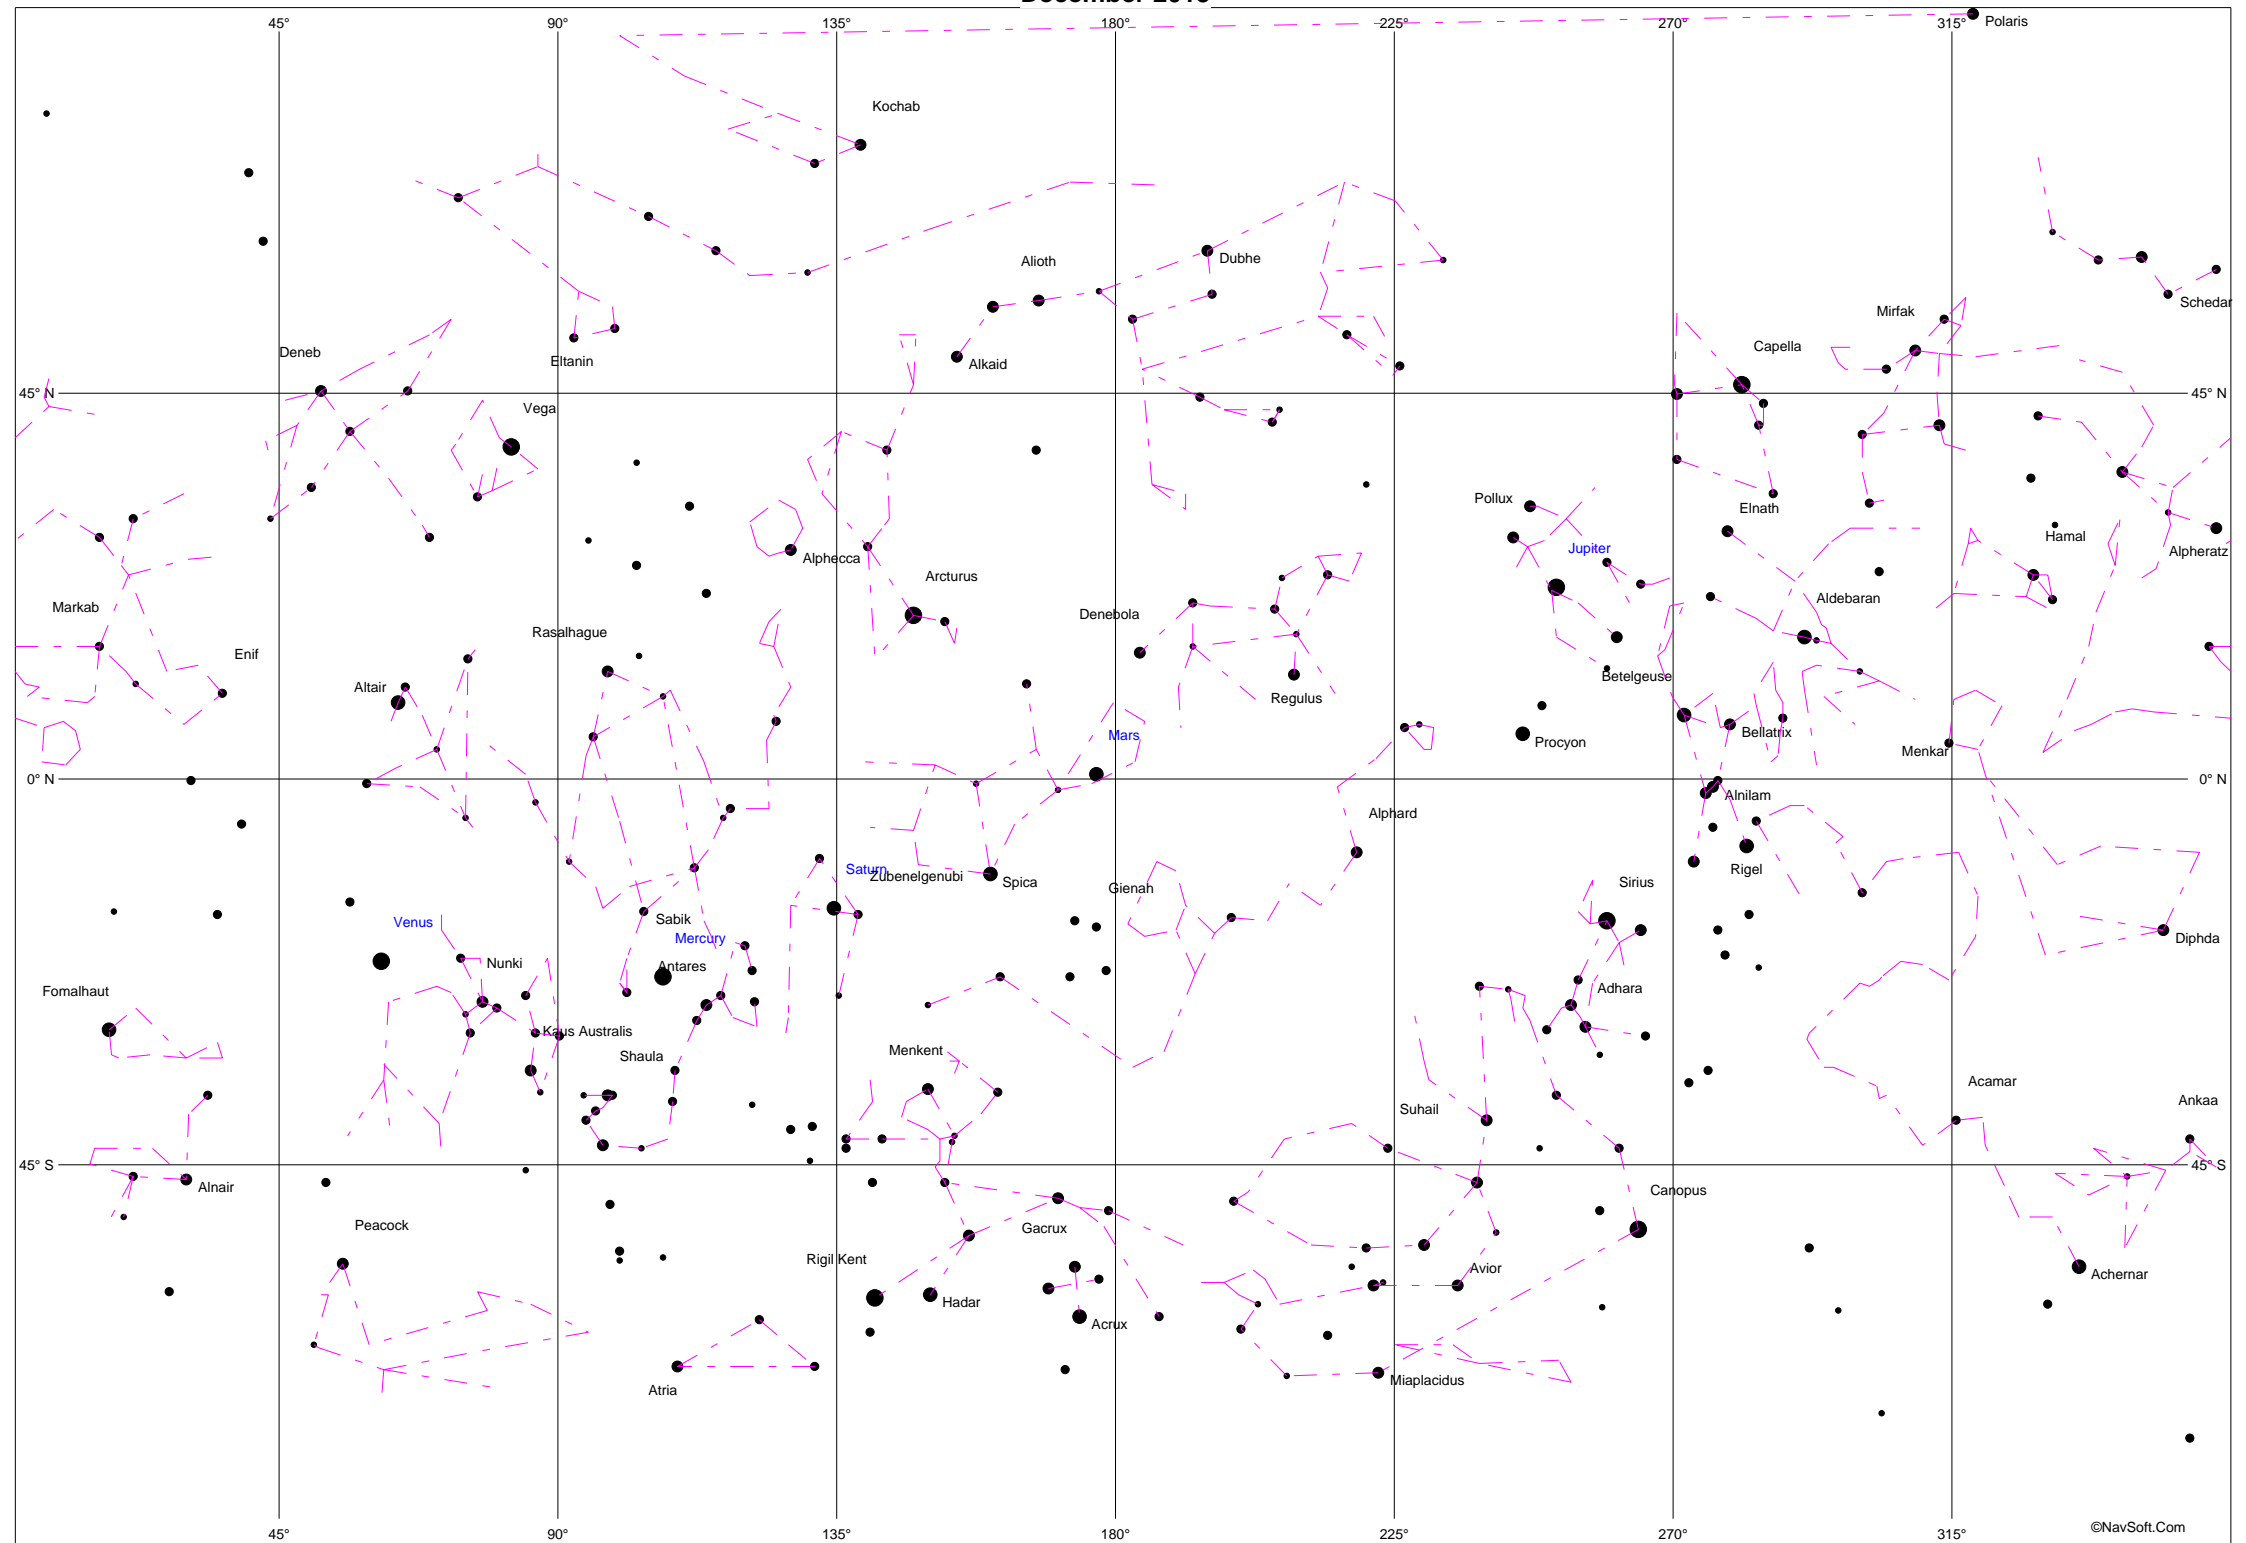 45° 90° 135° 180° 225° 270° 315° Polaris
Kochab
Alioth
Dubhe
Schedar
Mirfak
Capella
Deneb
Eltanin
Alkaid
45° N 45° N
Vega
Pollux
Elnath
Hamal
Alpheratz
Jupiter
Alphecca
Arcturus
Markab
Denebola
Aldebaran
Rasalhague
Enif
Altair
Regulus
Betelgeuse
Mars
Procyon
Bellatrix
Menkar
0° N 0° N
Alnilam
Alphard
Saturn
Zubenelgenubi
Spica
Gienah
Sirius
Rigel
Venus
Sabik
Mercury
Diphda
Nunki
Antares
Fomalhaut
Adhara
Kaus Australis
Shaula
Menkent
Acamar
Ankaa
Suhail
45° S 45° S
Alnair
Canopus
Peacock
Gacrux
Rigil Kent
Avior
Achernar
Hadar
Acrux
Atria
Miaplacidus
45° 90° 135° 180° 225° 270° 315°
©NavSoft.Com